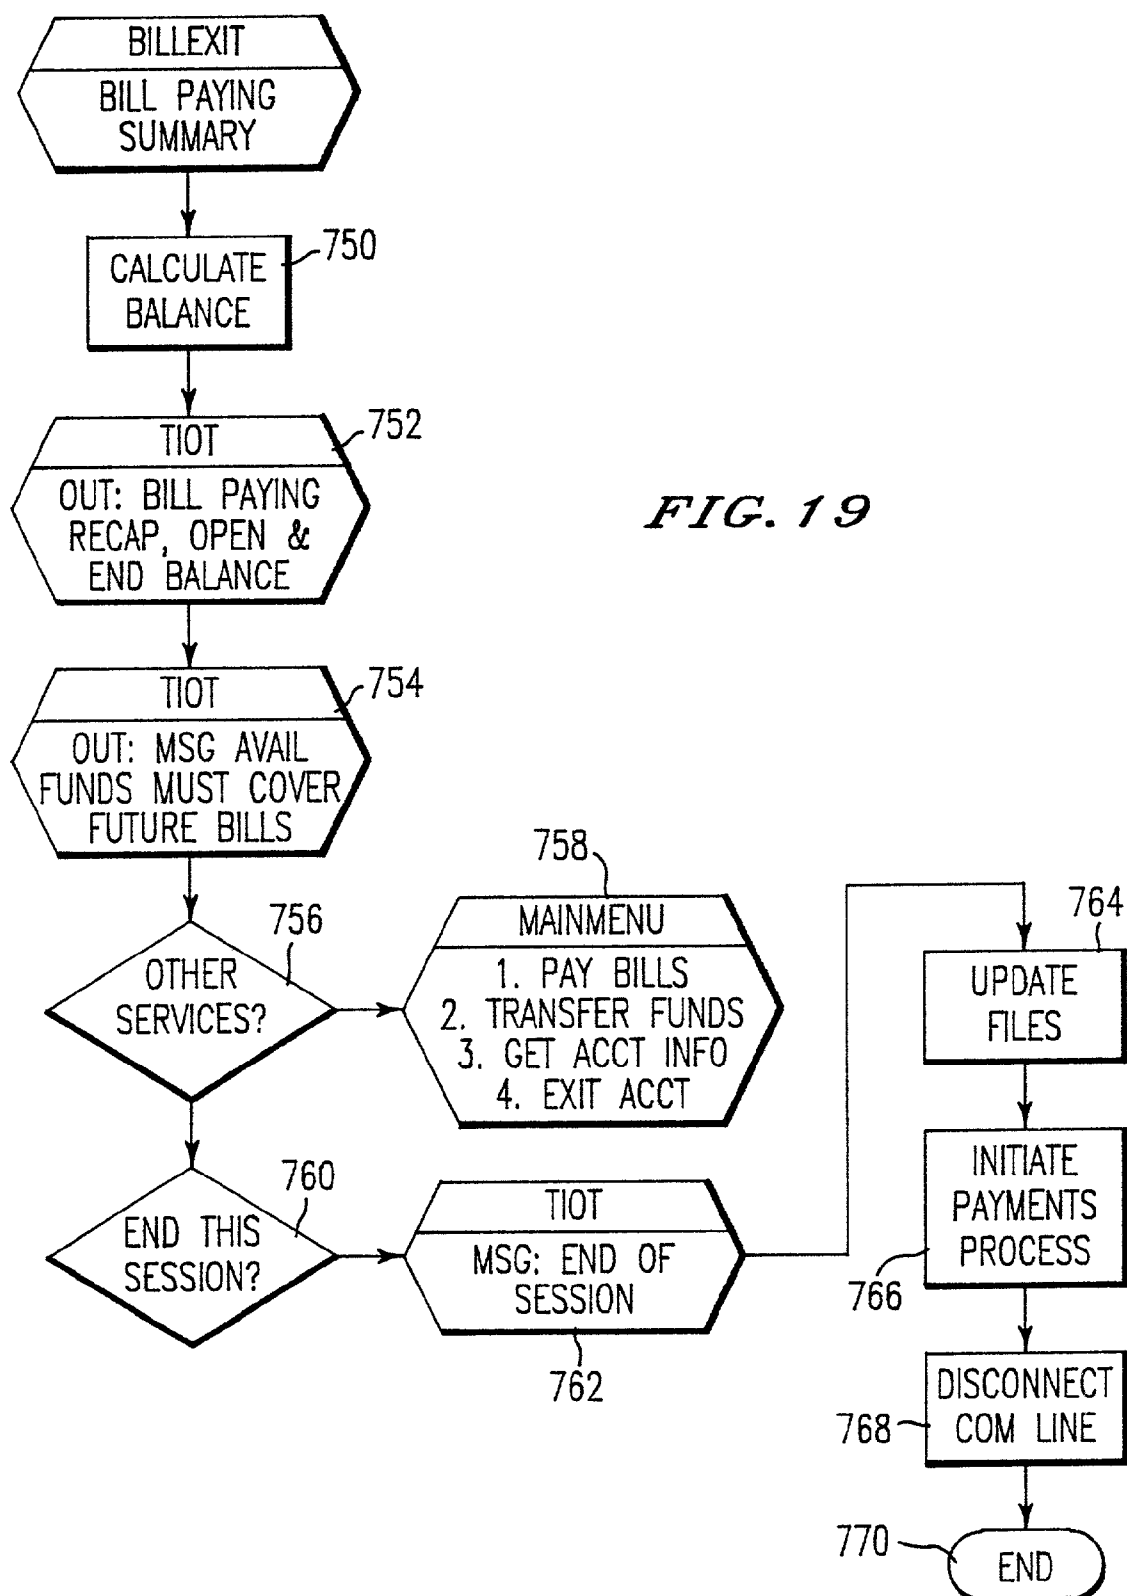 BILLEXIT
BILL PAYING
SUMMARY
750
CALCULATE
BALANCE
752
TIOT
OUT: BILL PAYING
RECAP, OPEN &
END BALANCE
FIG. 19
754
TIOT
OUT: MSG AVAIL
FUNDS MUST COVER
FUTURE BILLS
756
OTHER
SERVICES?
758
MAINMENU
1. PAY BILLS
2. TRANSFER FUNDS
3. GET ACCT INFO
4. EXIT ACCT
760
END THIS
SESSION?
TIOT
MSG: END OF
SESSION
762
764
UPDATE
FILES
INITIATE
PAYMENTS
PROCESS
766
DISCONNECT
COM LINE
768
770
END